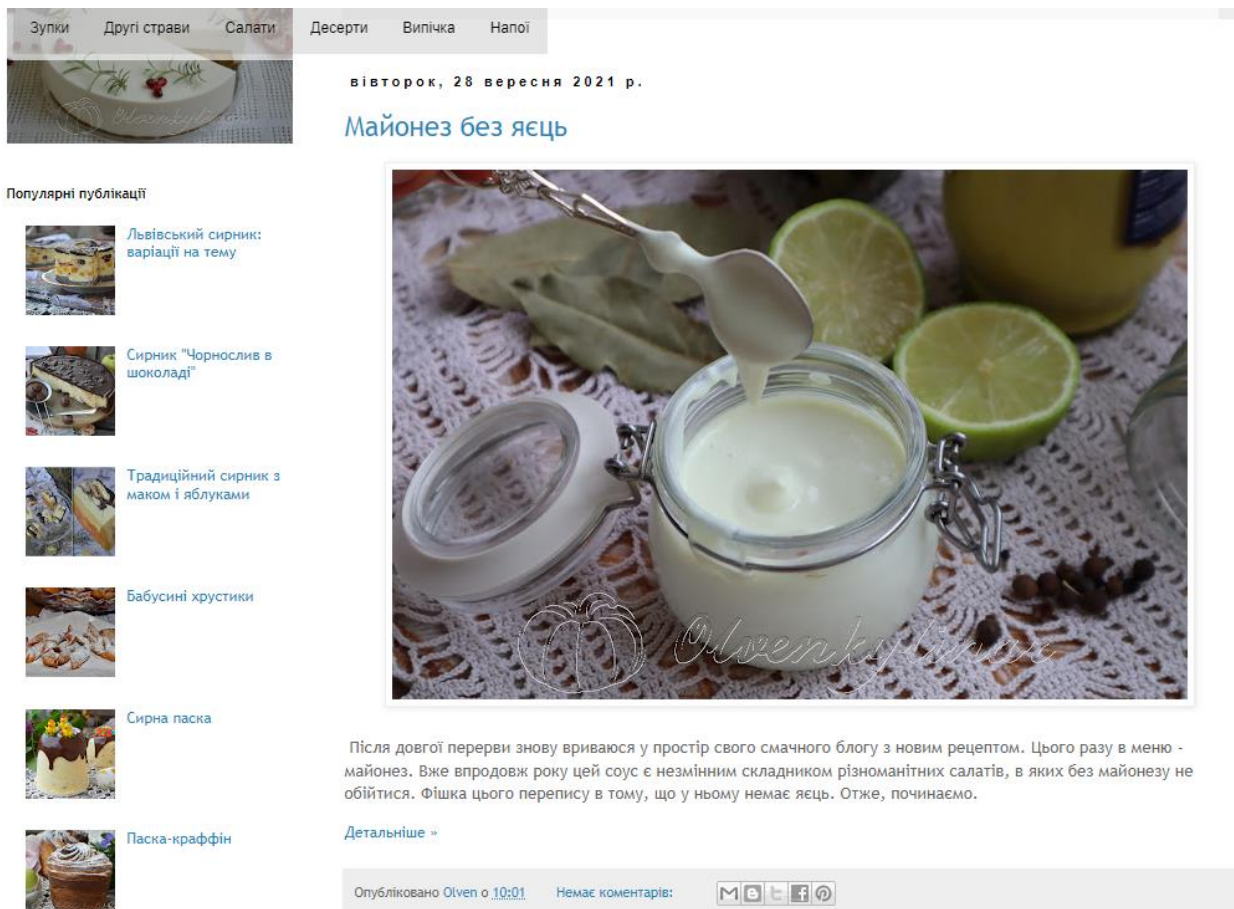 Зупки Другі страви Салати Десерти Випічка Напої
вівторок, 28 вересня 2021 р.
Майонез без яєць
Популярні публікації
Львівський сирник:
варіації на тему
Сирник "Чорнослив в
шоколаді"
Традиційний сирник з
маком і яблуками
Бабусині хрустики
Сирна паска
Паска-краффін
Olvenkylinar
Після довгої перерви знову вриваюся у простір свого смачного блогу з новим рецептом. Цього разу в меню -
майонез. Вже впродовж року цей соус є незмінним складником різноманітних салатів, в яких без майонезу не
обійтися. Фішка цього перепису в тому, що у ньому немає яєць. Отже, починаємо.
Детальніше »
Опубліковано Olven о 10:01 Немає коментарів: